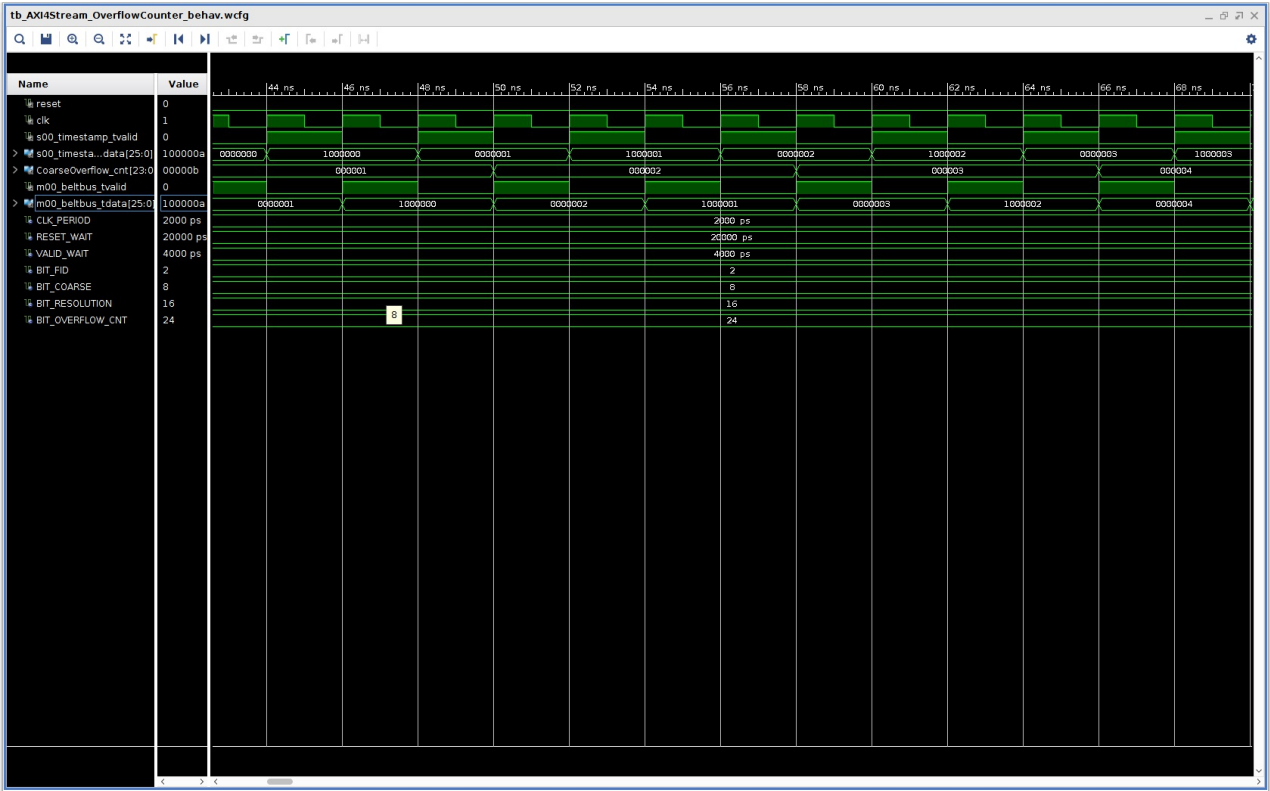 tb_AXI4Stream_OverflowCounter_behav.wcfg
Name Value 44 ns 46 ns 48 ns 50 ns 52 ns 54 ns 56 ns 58 ns 60 ns 62 ns 64 ns 66 ns 68 ns
reset 0
clk 1
s00_timestamp_tvalid 0
s00_timesta...data[25:0] 100000a 0000000 1000000 0000001 1000001 0000002 1000002 0000003 1000003
CoarseOverflow_cnt[23:0 00000b 000001 000002 000003 000004
m00_beltbus_tvalid 0
m00_beltbus_tdata[25:0] 100000a 0000001 1000000 0000002 1000001 0000003 1000002 0000004
CLK_PERIOD 2000 ps 2000 ps
RESET_WAIT 20000 ps 20000 ps
VALID_WAIT 4000 ps 4000 ps
BIT_FID 2 2
BIT_COARSE 8 8
BIT_RESOLUTION 16 16
8
BIT_OVERFLOW_CNT 24 24